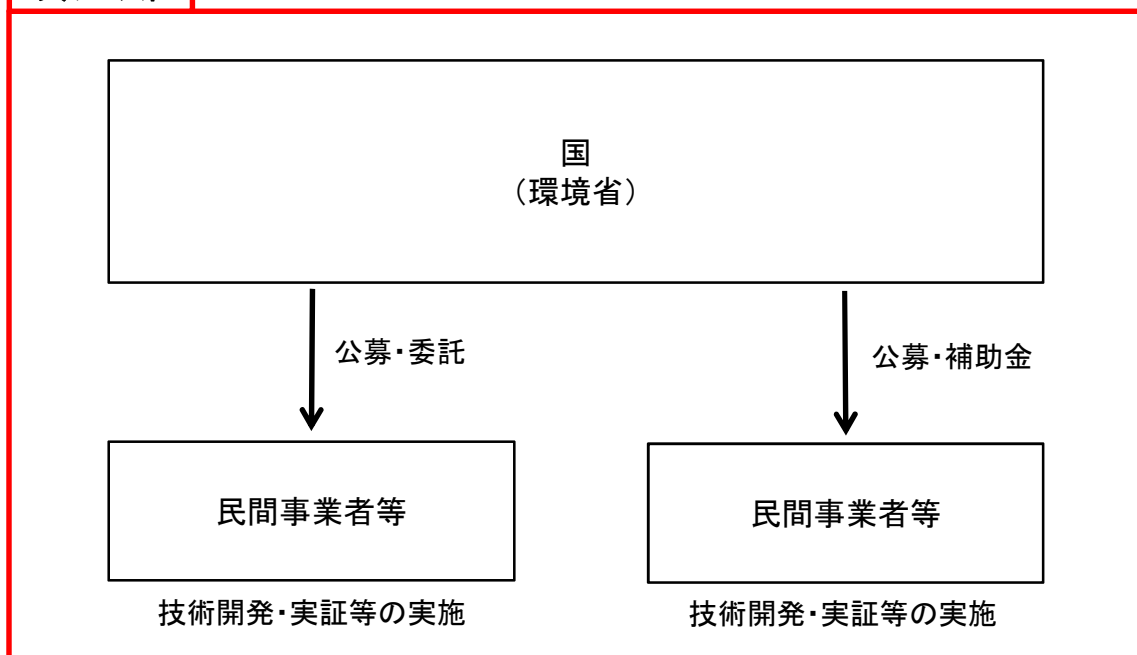 国
（環境省）
公募・委託
公募・補助金
民間事業者等
民間事業者等
技術開発・実証等の実施
技術開発・実証等の実施